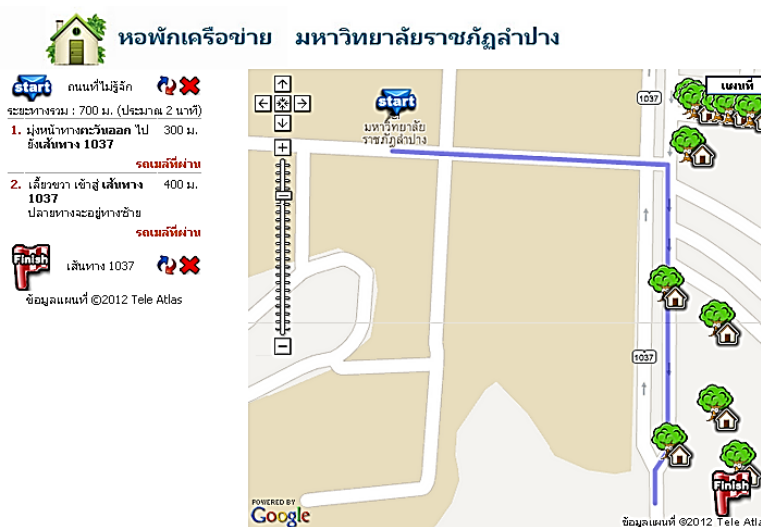 หอพักเครือข่าย มหาวิทยาลัยราชภัฏลำปาง
start ถนนที่ไม่รู้จัก
ระยะทางรวม : 700 ม. (ประมาณ 2 นาที)
1. มุ่งหน้าทางตะวันออก ไป 300 ม.
ยังเส้นทาง 1037
รถเมล์ที่ผ่าน
2. เลี้ยวขวา เข้าสู่ เส้นทาง 400 ม.
1037
ปลายทางจะอยู่ทางซ้าย
รถเมล์ที่ผ่าน
Finish เส้นทาง 1037
ข้อมูลแผนที่ ©2012 Tele Atlas
แผนที่
1037
start
มหาวิทยาลัย
ราชภัฏลำปาง
1037
Finish
POWERED BY
Google
ข้อมูลแผนที่ ©2012 Tele Atla